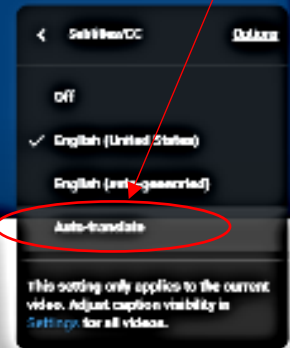 Subtitles/CC Options
Off
English (United States)
English (auto-generated)
Auto-translate
This setting only applies to the current
video. Adjust caption visibility in
Settings for all videos.